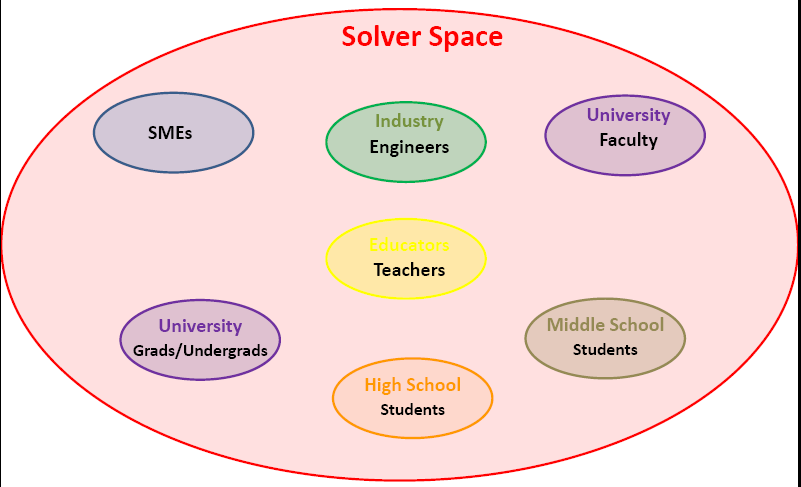 Solver Space
SMEs
Industry
Engineers
University
Faculty
Educators
Teachers
University
Grads/Undergrads
Middle School
Students
High School
Students